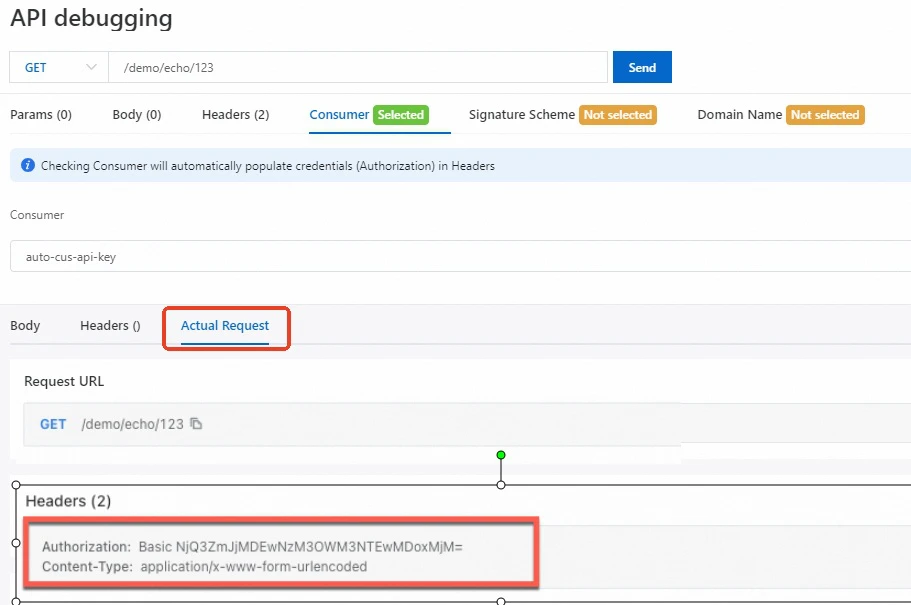 API debugging
GET /demo/echo/123 Send
Params (0) Body (0) Headers (2) Consumer Selected Signature Scheme Not selected Domain Name Not selected
Checking Consumer will automatically populate credentials (Authorization) in Headers
Consumer
auto-cus-api-key
Body Headers () Actual Request
Request URL
GET /demo/echo/123
Headers (2)
Authorization: Basic NjQ3ZmJjMDEwNzM3OWM3NTEwMDoxMjM=
Content-Type: application/x-www-form-urlencoded